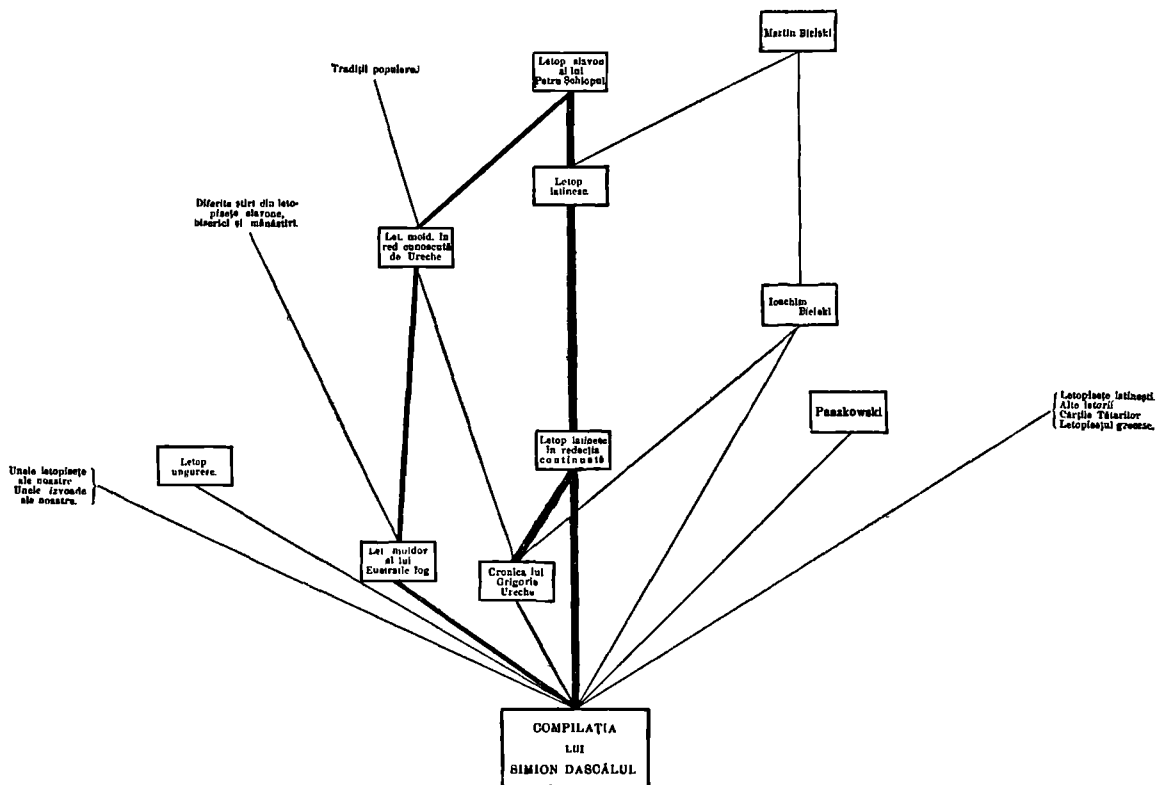 Martin Bielski
Letop slavon
al lui
Petru Șchiopul
Tradiții populare
Letop
latinesc.
Diferite știri din leto-
pisețe slavone,
biserici și mănăstiri.
Let. mold. în
red cunoscută
de Ureche
Ioachim
Bielski
Paszkowski
Letopisețe latinești.
Alte istorii
Cărțile Tătarilor
Letopisețul grecesc.
Letop latinesc
în redacția
continuată
Letop
unguresc.
Unele letopisețe
ale noastre
Unele izvoade
ale noastre.
Let moldov
al lui
Eustratie log
Cronica lui
Grigorie
Ureche
COMPILAȚIA
LUI
SIMION DASCĂLUL